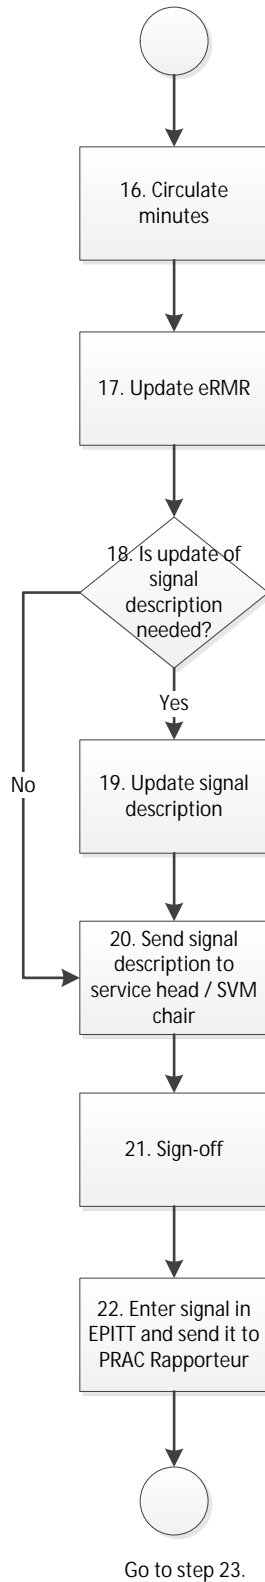 16. Circulate
minutes
17. Update eRMR
18. Is update of
signal
description
needed?
Yes
No
19. Update signal
description
20. Send signal
description to
service head / SVM
chair
21. Sign-off
22. Enter signal in
EPITT and send it to
PRAC Rapporteur
Go to step 23.